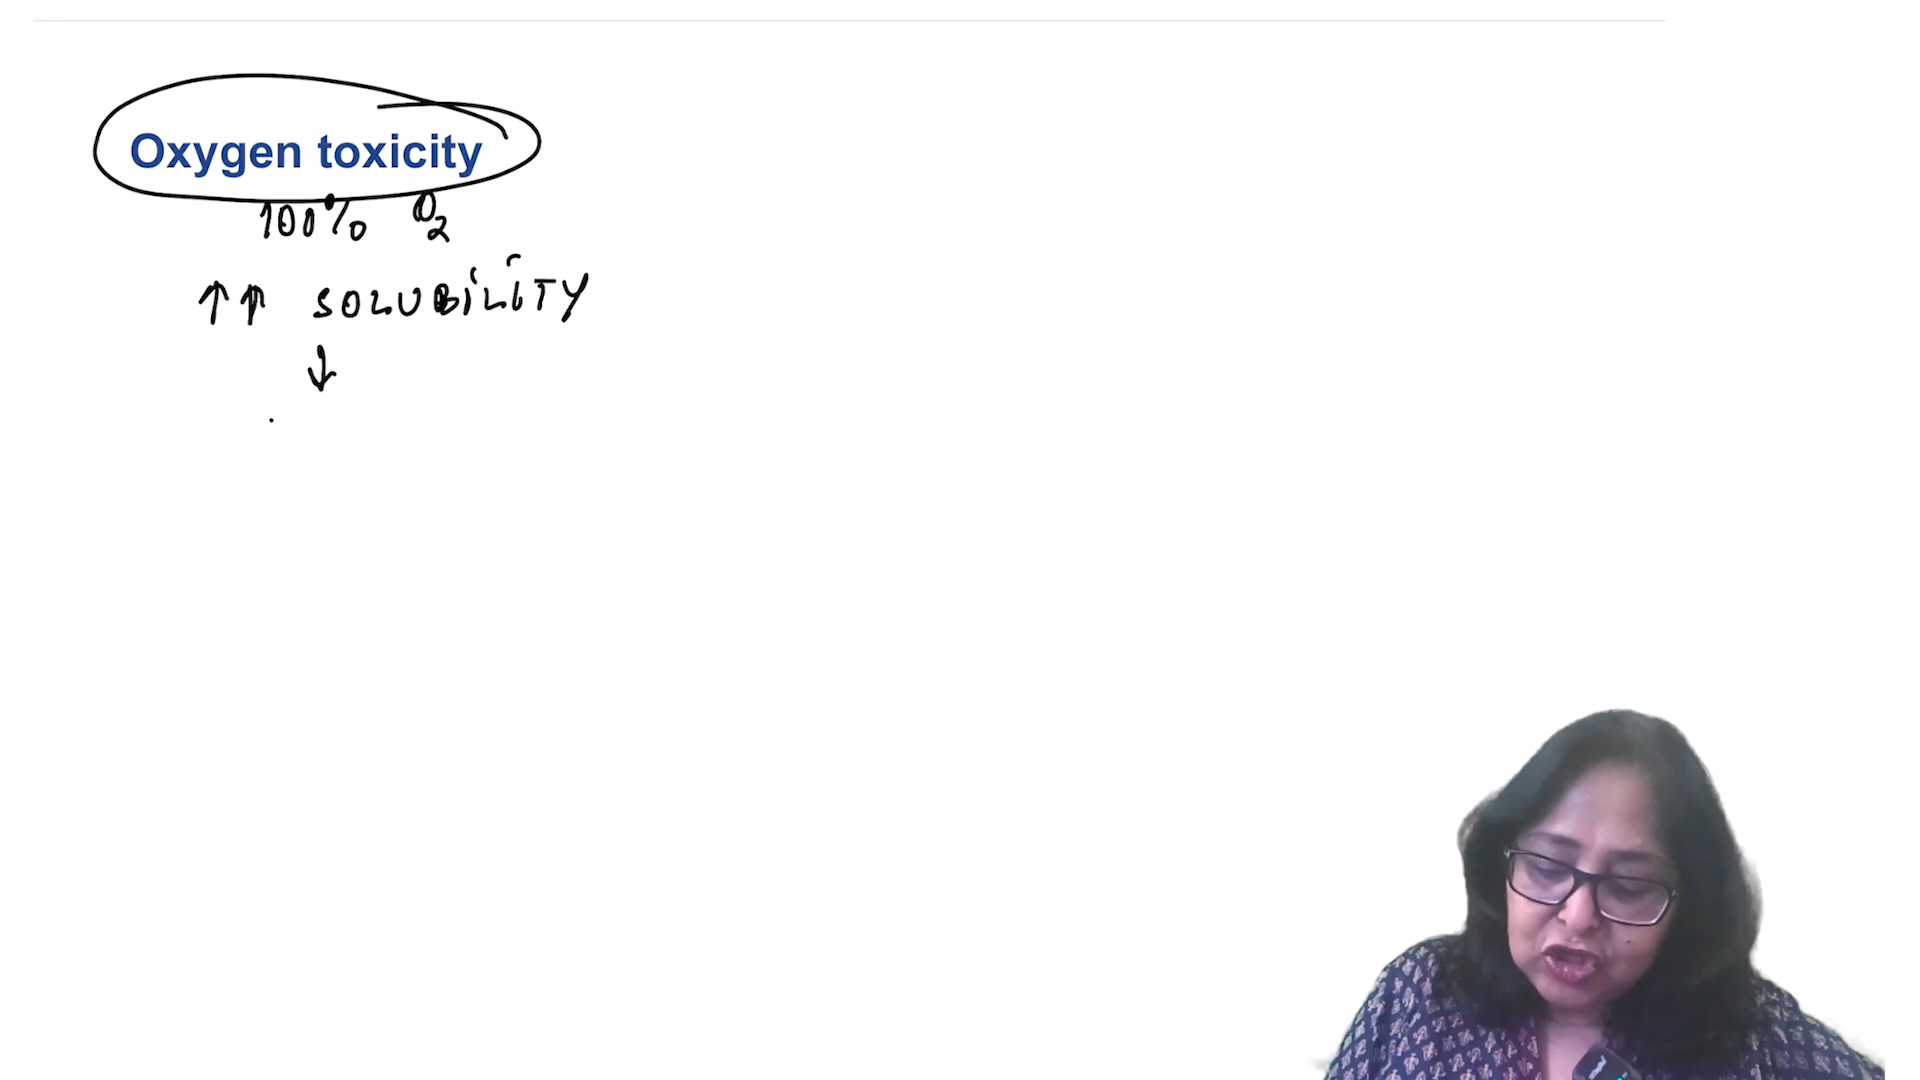 Oxygen toxicity
100% O₂
↑↑ SOLUBILITY
↓